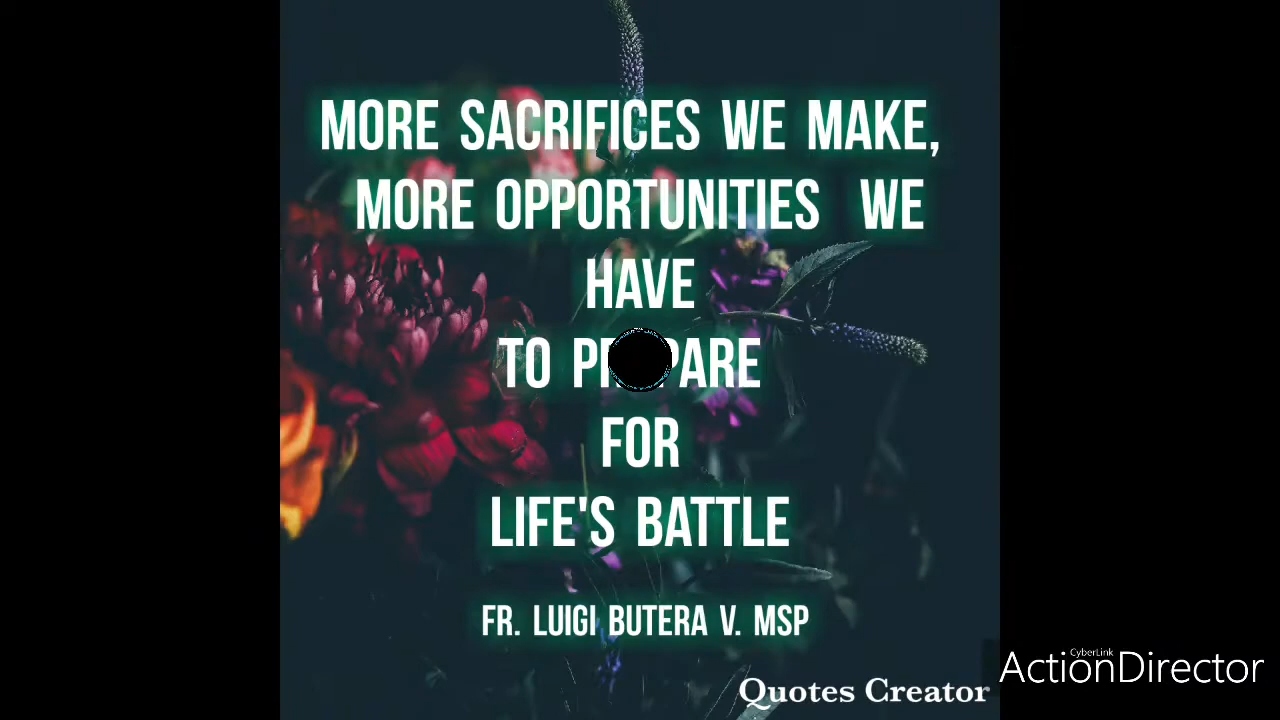 MORE SACRIFICES WE MAKE,
MORE OPPORTUNITIES WE
HAVE
TO
FOR
LIFE'S BATTLE
FR. LUIGI BUTERA V. MSP
Quotes Creator
CyberLink
ActionDirector